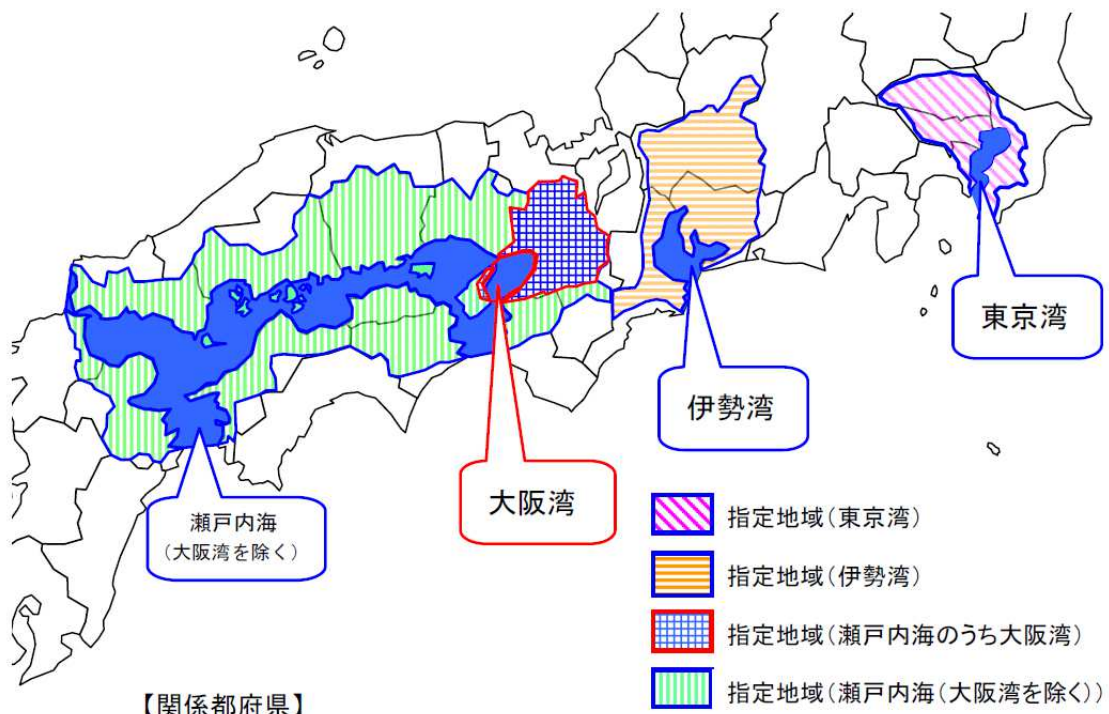 東京湾
伊勢湾
大阪湾
瀬戸内海
(大阪湾を除く)
指定地域(東京湾)
指定地域(伊勢湾)
指定地域(瀬戸内海のうち大阪湾)
指定地域(瀬戸内海(大阪湾を除く))
【関係都府県】